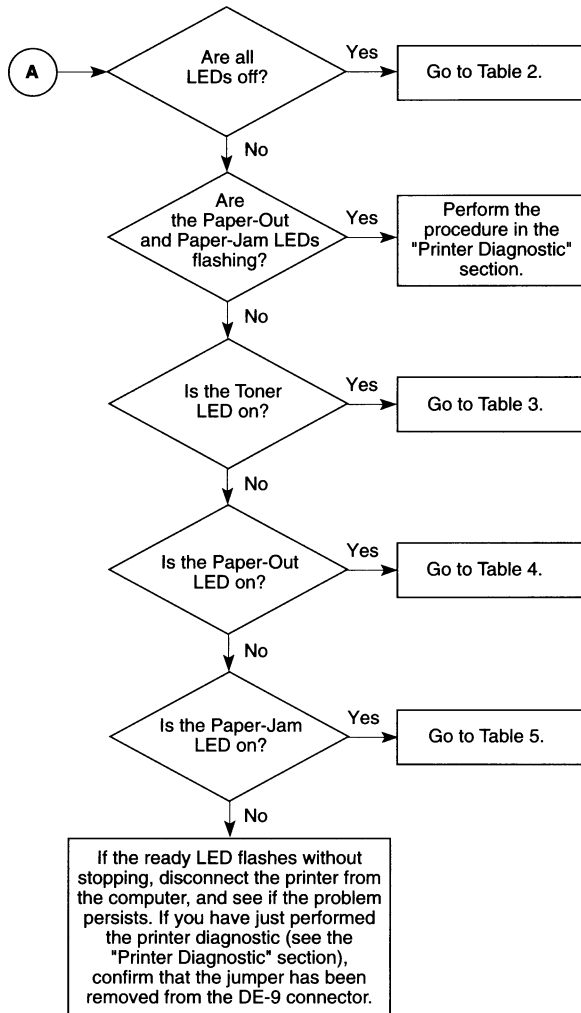 A
Are all
LEDs off?
Yes
Go to Table 2.
No
Are
the Paper-Out
and Paper-Jam LEDs
flashing?
Yes
Perform the
procedure in the
"Printer Diagnostic"
section.
No
Is the Toner
LED on?
Yes
Go to Table 3.
No
Is the Paper-Out
LED on?
Yes
Go to Table 4.
No
Is the Paper-Jam
LED on?
Yes
Go to Table 5.
No
If the ready LED flashes without
stopping, disconnect the printer from
the computer, and see if the problem
persists. If you have just performed
the printer diagnostic (see the
"Printer Diagnostic" section),
confirm that the jumper has been
removed from the DE-9 connector.